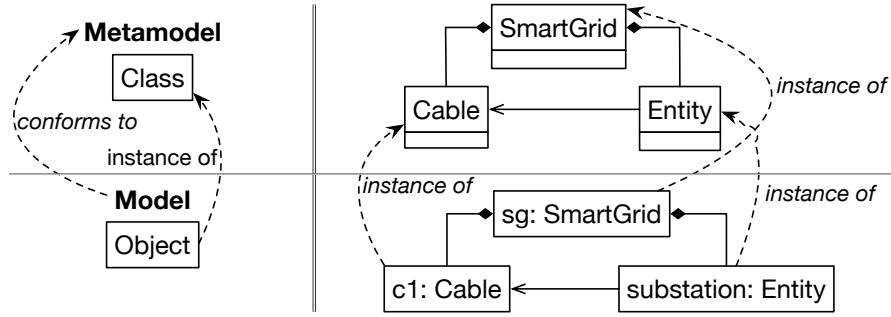 Metamodel
Class
conforms to
instance of
Model
Object
SmartGrid
instance of
Cable
Entity
instance of
instance of
sg: SmartGrid
c1: Cable
substation: Entity